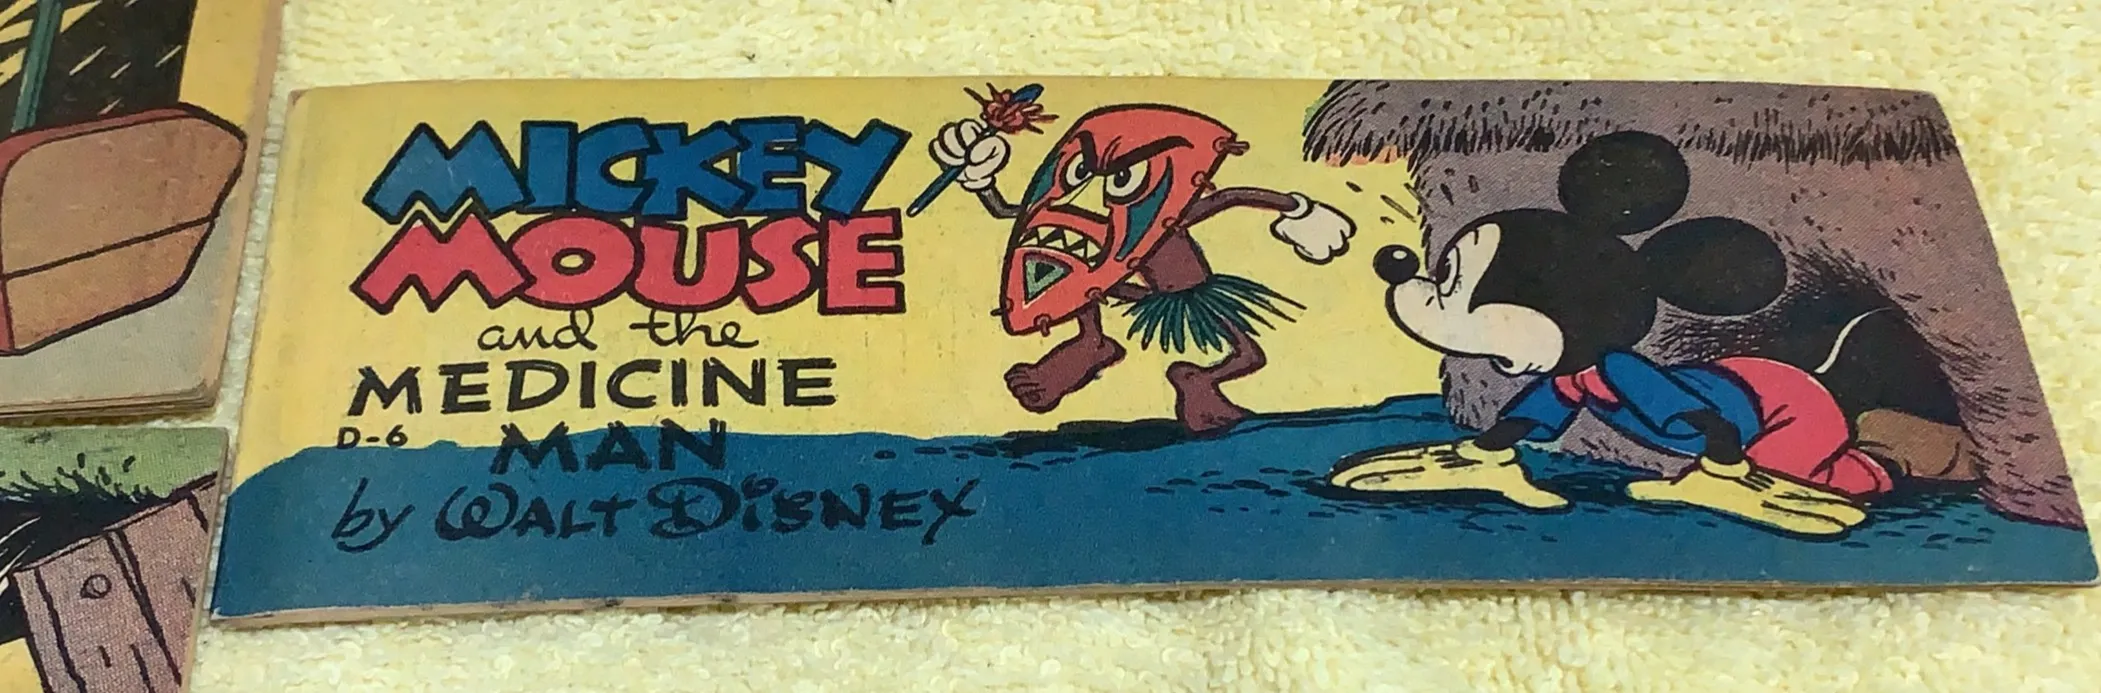 MICKEY
MOUSE
and the
MEDICINE
D-6 MAN
by WALT DISNEY